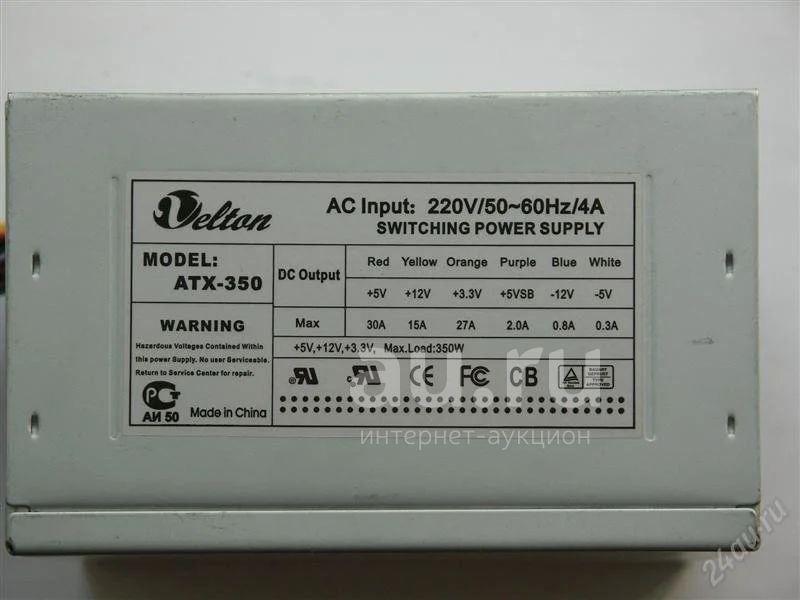 Velton
AC Input: 220V/50~60Hz/4A
SWITCHING POWER SUPPLY
MODEL:
ATX-350
DC Output
Red Yellow Orange Purple Blue White
+5V +12V +3.3V +5VSB -12V -5V
Max 30A 15A 27A 2.0A 0.8A 0.3A
+5V,+12V,+3.3V, Max.Load:350W
WARNING
Hazardous Voltages Contained Within
this power Supply. No user Serviceable.
Return to Service Center for repair.
РСТ
АИ 50
Made in China
c
CE FC CB
TYPE
APPROVED
au.ru
интернет-аукцион
24au.ru